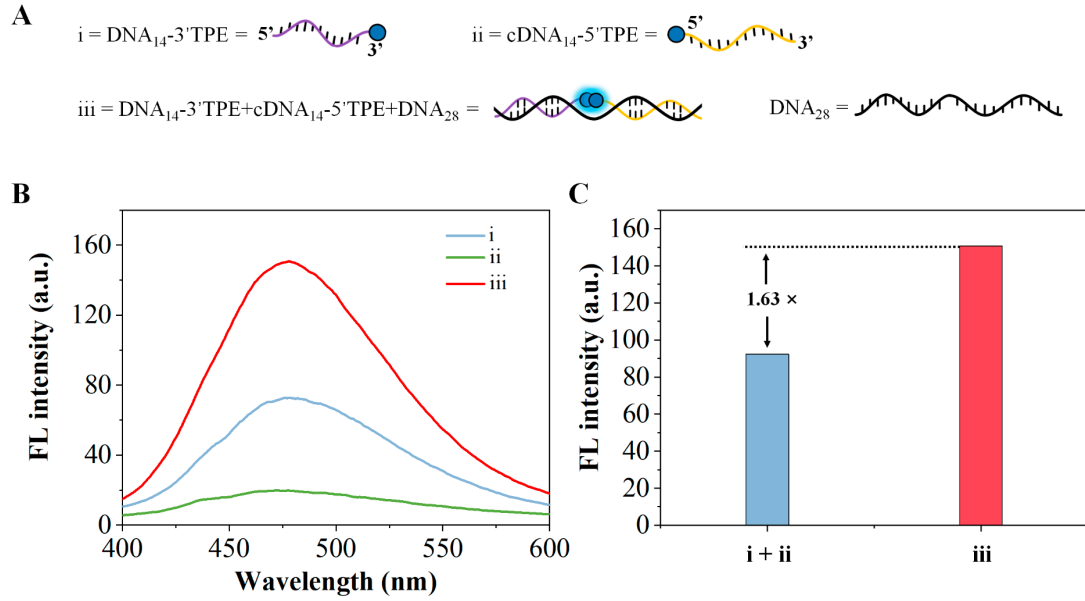 A
i = DNA₁₄-3'TPE = 5' 3'
ii = cDNA₁₄-5'TPE = 5' 3'
iii = DNA₁₄-3'TPE+cDNA₁₄-5'TPE+DNA₂₈ =
DNA₂₈ =
B
FL intensity (a.u.)
160
120
80
40
0
400 450 500 550 600
Wavelength (nm)
i
ii
iii
C
FL intensity (a.u.)
160
140
120
100
80
60
40
20
0
1.63 ×
i + ii iii